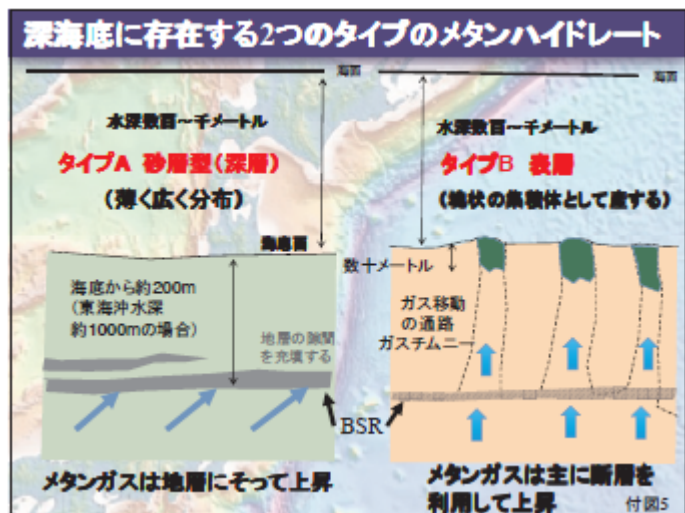 深海底に存在する2つのタイプのメタンハイドレート
海面
水深数百～千メートル
タイプA 砂層型（深層）
（薄く広く分布）
海底面
海底から約200m
（東海沖水深
約1000mの場合）
地層の隙間
を充填する
BSR
メタンガスは地層にそって上昇
海面
水深数百～千メートル
タイプB 表層
（塊状の集積体として産する）
数十メートル
ガス移動
の通路
ガスチムニー
メタンガスは主に断層を
利用して上昇
付図5